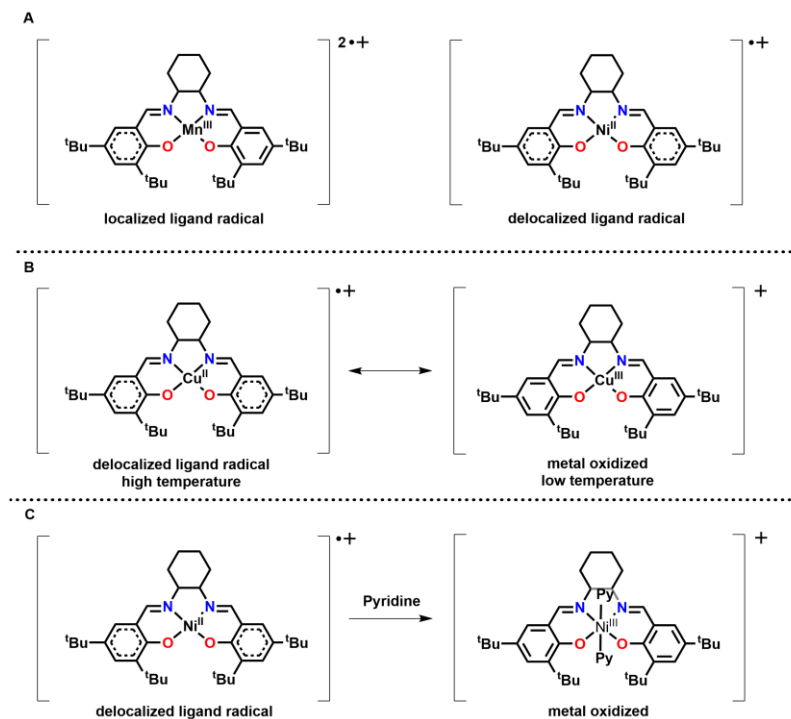 A
2•+
•+
N
N
Mn^III
O
O
^tBu
^tBu
^tBu
^tBu
localized ligand radical
N
N
Ni^II
O
O
^tBu
^tBu
^tBu
^tBu
delocalized ligand radical
B
•+
+
N
N
Cu^II
O
O
^tBu
^tBu
^tBu
^tBu
delocalized ligand radical
high temperature
N
N
Cu^III
O
O
^tBu
^tBu
^tBu
^tBu
metal oxidized
low temperature
C
•+
+
N
N
Ni^II
O
O
^tBu
^tBu
^tBu
^tBu
delocalized ligand radical
Pyridine
Py
N
N
Ni^III
O
O
Py
^tBu
^tBu
^tBu
^tBu
metal oxidized